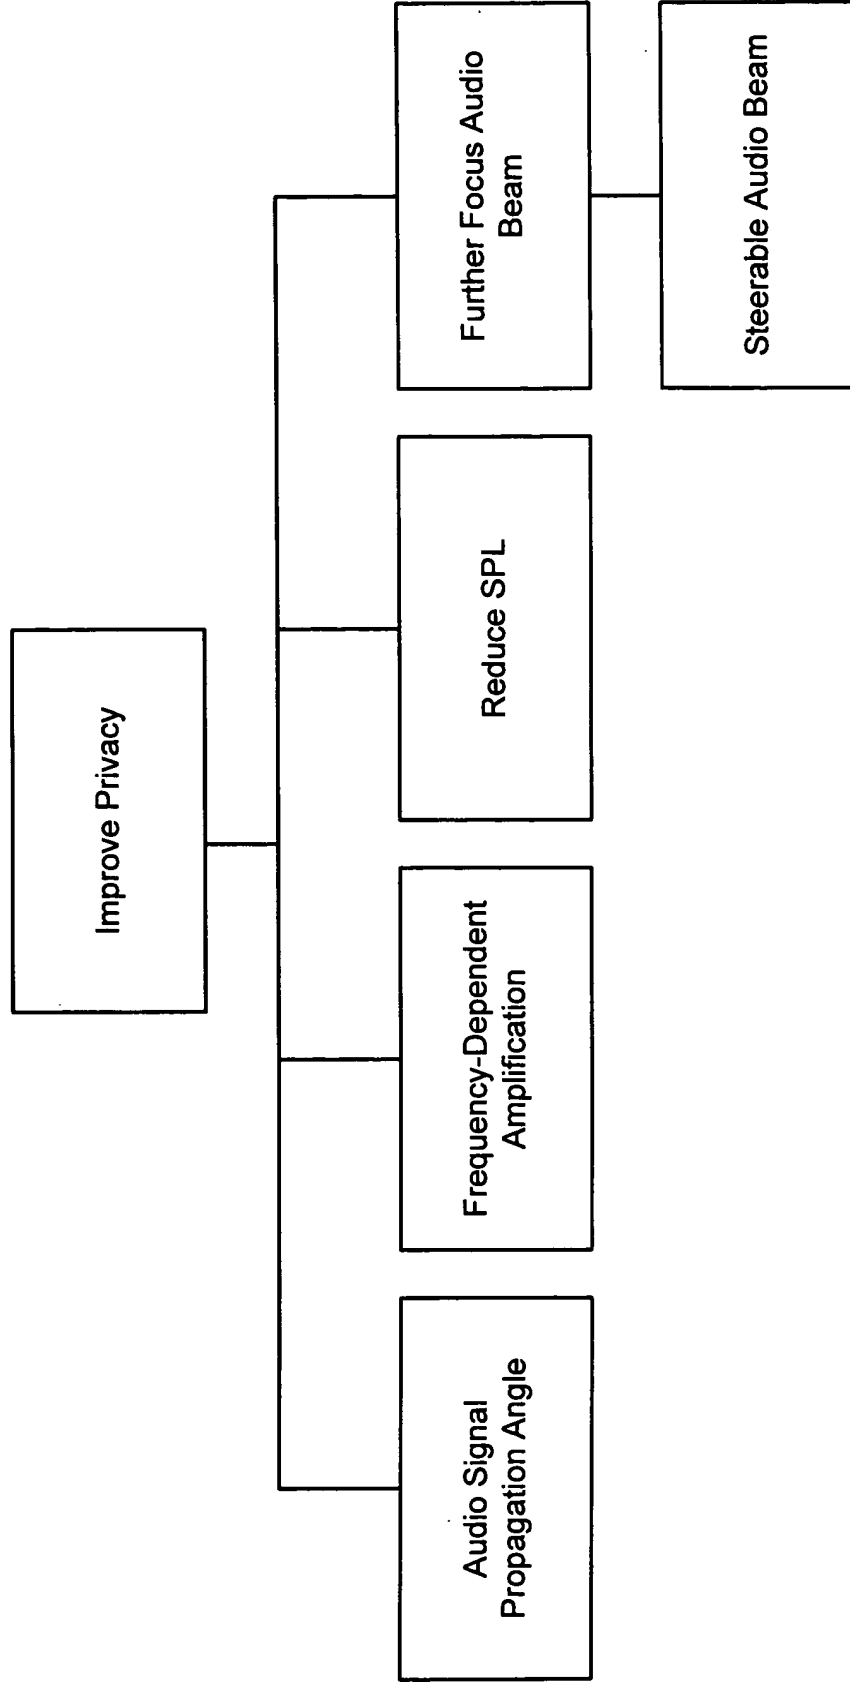 Improve Privacy
Audio Signal
Propagation Angle
Frequency-Dependent
Amplification
Reduce SPL
Further Focus Audio
Beam
Steerable Audio Beam